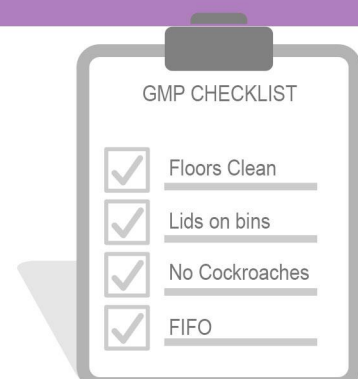 GMP CHECKLIST
Floors Clean
Lids on bins
No Cockroaches
FIFO